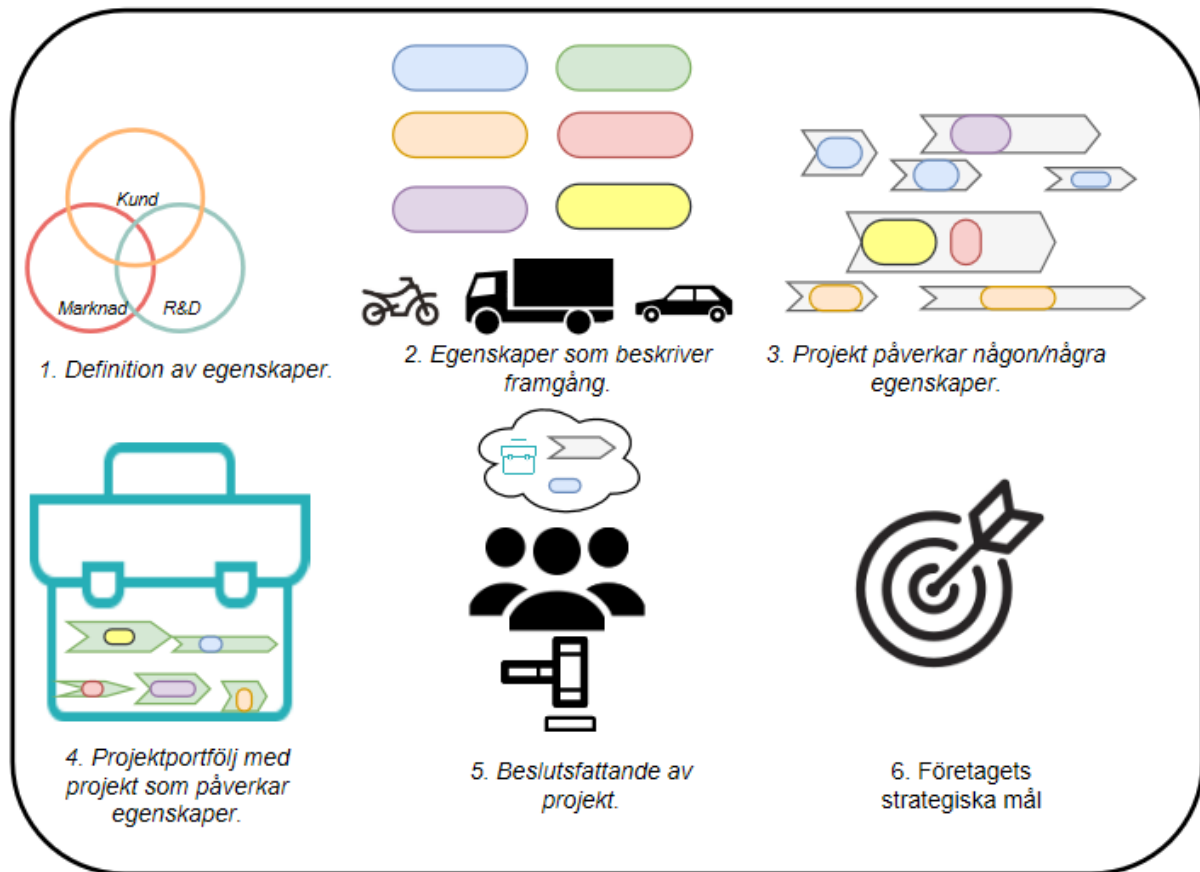 Kund
Marknad
R&D
1. Definition av egenskaper.
2. Egenskaper som beskriver
framgång.
3. Projekt påverkar någon/några
egenskaper.
4. Projektportfölj med
projekt som påverkar
egenskaper.
5. Beslutsfattande av
projekt.
6. Företagets
strategiska mål